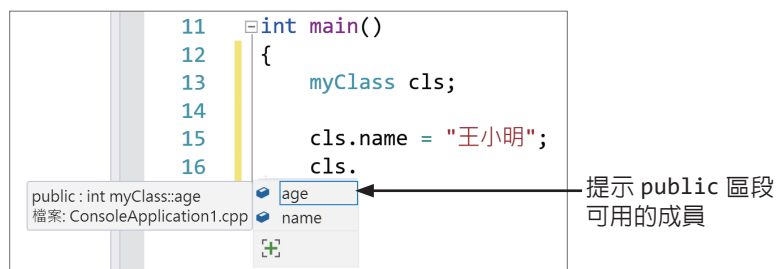 11 int main()
12 {
13 myClass cls;
14
15 cls.name = "王小明";
16 cls.
public : int myClass::age
檔案: ConsoleApplication1.cpp
age
name
提示 public 區段
可用的成員